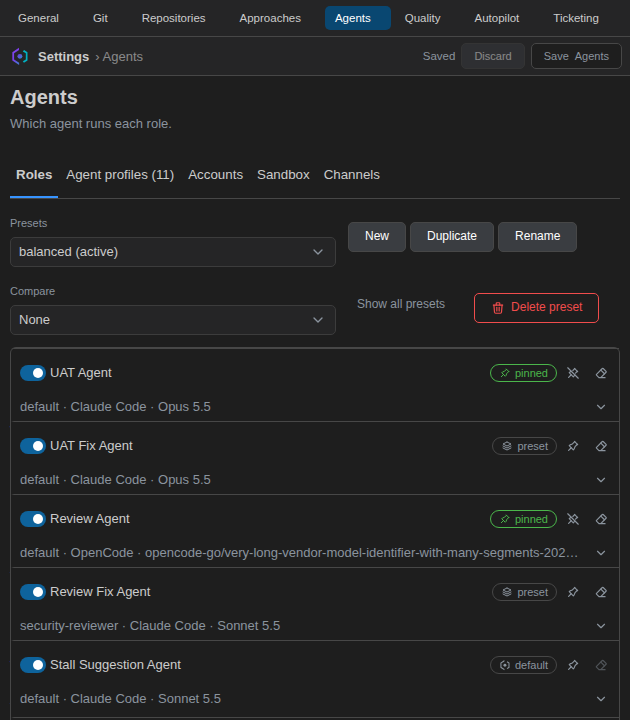 General Git Repositories Approaches Agents Quality Autopilot Ticketing
Settings › Agents Saved Discard Save Agents
Agents
Which agent runs each role.
Roles Agent profiles (11) Accounts Sandbox Channels
Presets
balanced (active) New Duplicate Rename
Compare
None Show all presets Delete preset
UAT Agent pinned
default · Claude Code · Opus 5.5
UAT Fix Agent preset
default · Claude Code · Opus 5.5
Review Agent pinned
default · OpenCode · opencode-go/very-long-vendor-model-identifier-with-many-segments-202…
Review Fix Agent preset
security-reviewer · Claude Code · Sonnet 5.5
Stall Suggestion Agent default
default · Claude Code · Sonnet 5.5